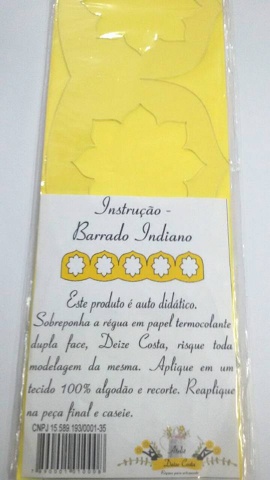 Instrução -
Barrado Indiano
Este produto é auto didático.
Sobreponha a régua em papel termocolante
dupla face, Deize Costa, risque toda
modelagem da mesma. Aplique em um
tecido 100% algodão e recorte. Reaplique
na peça final e caseie.
CNPJ 15.589.193/0001-35
Deize Costa